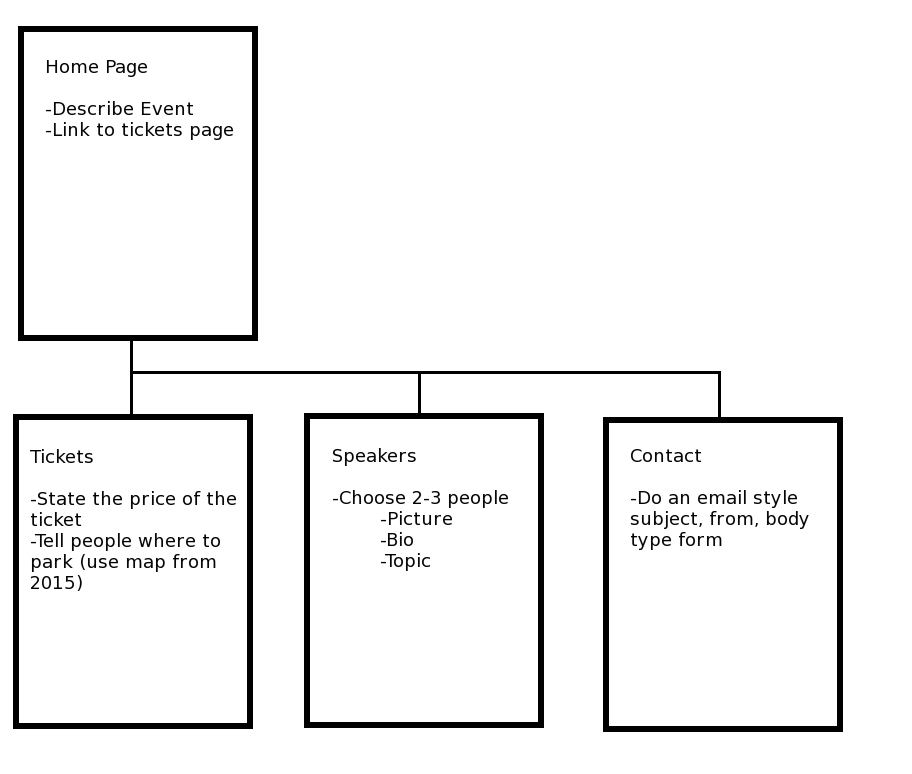 Home Page
-Describe Event
-Link to tickets page
Tickets
-State the price of the
ticket
-Tell people where to
park (use map from
2015)
Speakers
-Choose 2-3 people
-Picture
-Bio
-Topic
Contact
-Do an email style
subject, from, body
type form